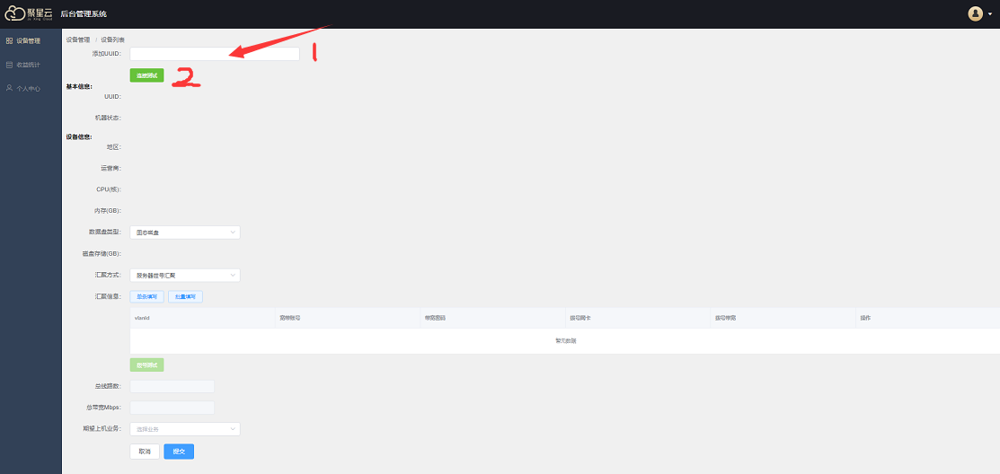 聚星云 后台管理系统
Ju Xing Cloud
设备管理
收益统计
个人中心
设备管理 / 设备列表
添加UUID:
1
连接测试
2
基本信息:
UUID:
机器状态:
设备信息:
地区:
运营商:
CPU(核):
内存(GB):
数据盘类型: 固态磁盘
磁盘存储(GB):
汇聚方式: 服务器拨号汇聚
汇聚信息: 登录填写 批量填写
vlanId 宽带账号 带宽密码 拨号网卡 拨号带宽 操作
暂无数据
拨号测试
总线路数:
总带宽Mbps:
期望上机业务: 选择业务
取消 提交